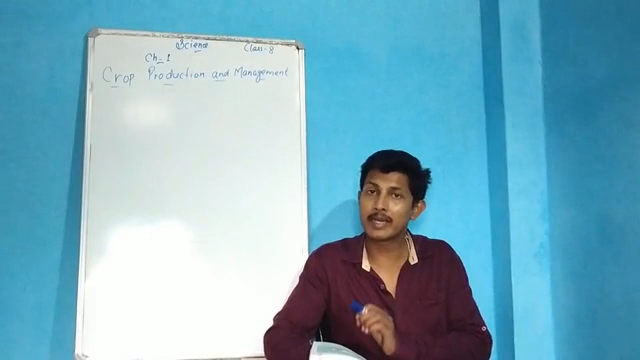 Science Class-8
Ch-1
Crop Production and Management